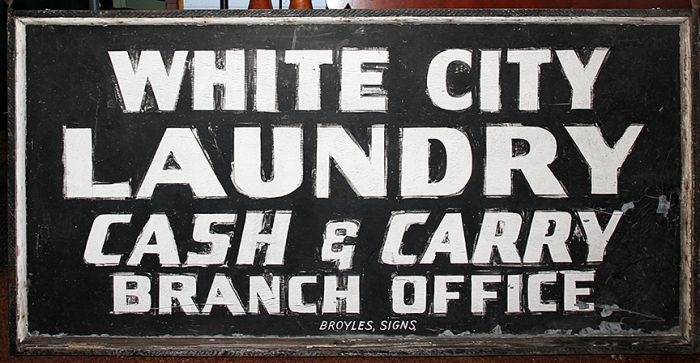 WHITE CITY
LAUNDRY
CASH & CARRY
BRANCH OFFICE
BROYLES, SIGNS